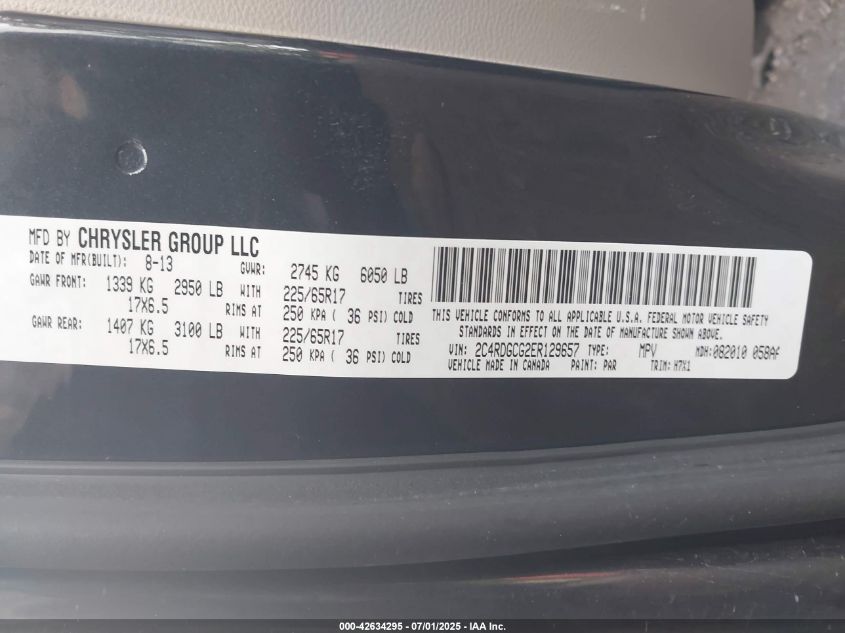 MFD BY CHRYSLER GROUP LLC
DATE OF MFR(BUILT): 8-13 GVWR: 2745 KG 6050 LB
GAWR FRONT: 1339 KG 2950 LB WITH 225/65R17 TIRES
17X6.5 RIMS AT 250 KPA ( 36 PSI) COLD
GAWR REAR: 1407 KG 3100 LB WITH 225/65R17 TIRES
17X6.5 RIMS AT 250 KPA ( 36 PSI) COLD
THIS VEHICLE CONFORMS TO ALL APPLICABLE U.S.A. FEDERAL MOTOR VEHICLE SAFETY
STANDARDS IN EFFECT ON THE DATE OF MANUFACTURE SHOWN ABOVE.
VIN: 2C4RDGCG2ER129657 TYPE: MPV MDH: 082010 058AF
VEHICLE MADE IN CANADA PAINT: PAR TRIM: H7X1
000-42634295 - 07/01/2025 - IAA Inc.